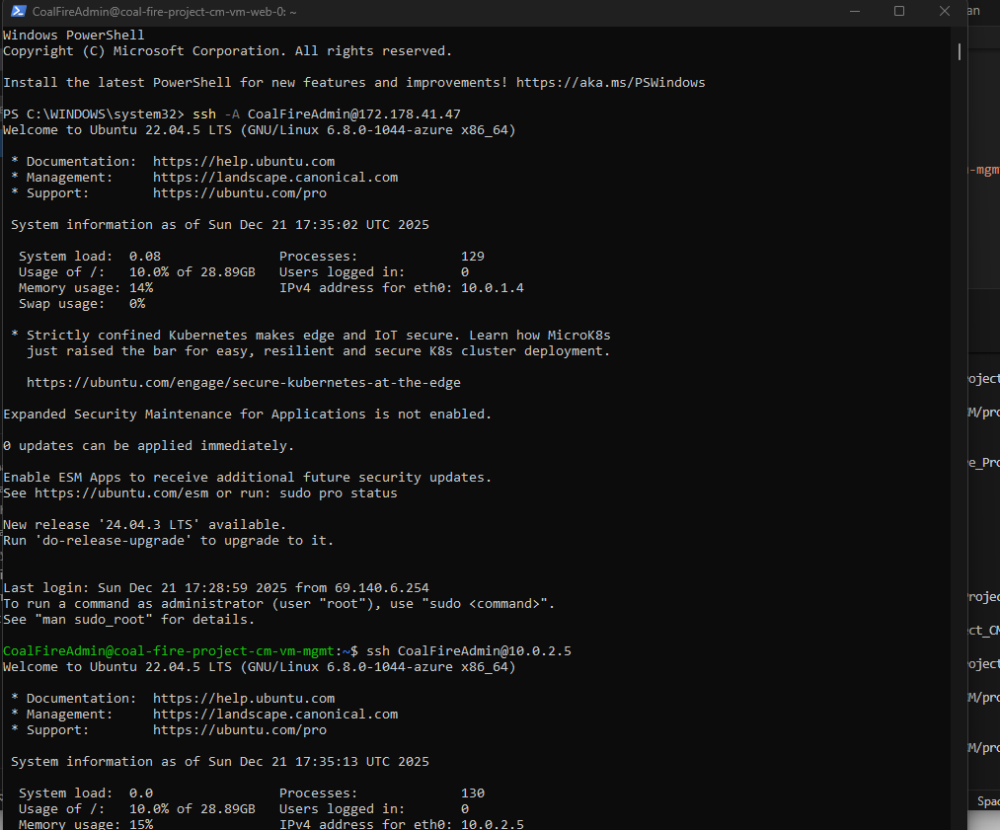 CoalFireAdmin@coal-fire-project-cm-vm-web-0: ~
Windows PowerShell
Copyright (C) Microsoft Corporation. All rights reserved.
Install the latest PowerShell for new features and improvements! https://aka.ms/PSWindows
PS C:\WINDOWS\system32> ssh -A CoalFireAdmin@172.178.41.47
Welcome to Ubuntu 22.04.5 LTS (GNU/Linux 6.8.0-1044-azure x86_64)
* Documentation:  https://help.ubuntu.com
* Management:     https://landscape.canonical.com
* Support:        https://ubuntu.com/pro
System information as of Sun Dec 21 17:35:02 UTC 2025
System load:  0.08               Processes:             129
Usage of /:   10.0% of 28.89GB   Users logged in:       0
Memory usage: 14%                IPv4 address for eth0: 10.0.1.4
Swap usage:   0%
* Strictly confined Kubernetes makes edge and IoT secure. Learn how MicroK8s
just raised the bar for easy, resilient and secure K8s cluster deployment.
https://ubuntu.com/engage/secure-kubernetes-at-the-edge
Expanded Security Maintenance for Applications is not enabled.
0 updates can be applied immediately.
Enable ESM Apps to receive additional future security updates.
See https://ubuntu.com/esm or run: sudo pro status
New release '24.04.3 LTS' available.
Run 'do-release-upgrade' to upgrade to it.
Last login: Sun Dec 21 17:28:59 2025 from 69.140.6.254
To run a command as administrator (user "root"), use "sudo <command>".
See "man sudo_root" for details.
CoalFireAdmin@coal-fire-project-cm-vm-mgmt:~$ ssh CoalFireAdmin@10.0.2.5
Welcome to Ubuntu 22.04.5 LTS (GNU/Linux 6.8.0-1044-azure x86_64)
* Documentation:  https://help.ubuntu.com
* Management:     https://landscape.canonical.com
* Support:        https://ubuntu.com/pro
System information as of Sun Dec 21 17:35:13 UTC 2025
System load:  0.0                Processes:             130
Usage of /:   10.0% of 28.89GB   Users logged in:       0
Memory usage: 15%                IPv4 address for eth0: 10.0.2.5